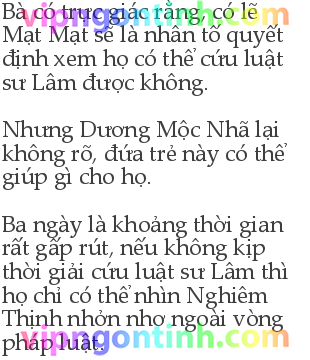 Bà có trực giác rằng, có lẽ
vipngontinh.com
Mạt Mạt sẽ là nhân tố quyết
định xem họ có thể cứu luật
sư Lâm được không.
Nhưng Dương Mộc Nhã lại
không rõ, đứa trẻ này có thể
giúp gì cho họ.
Ba ngày là khoảng thời gian
rất gấp rút, nếu không kịp
thời giải cứu luật sư Lâm thì
họ chỉ có thể nhìn Nghiêm
Thịnh nhởn nhơ ngoài vòng
vipngontinh.com
pháp luật.